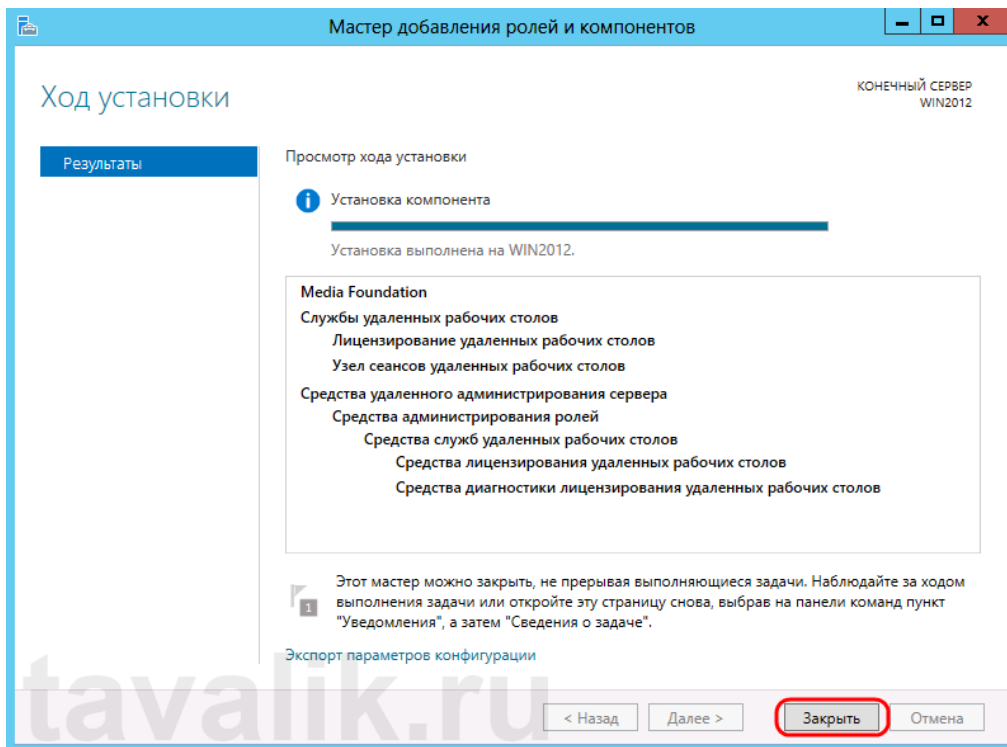 Мастер добавления ролей и компонентов
Ход установки
КОНЕЧНЫЙ СЕРВЕР
WIN2012
Результаты
Просмотр хода установки
Установка компонента
Установка выполнена на WIN2012.
Media Foundation
Службы удаленных рабочих столов
Лицензирование удаленных рабочих столов
Узел сеансов удаленных рабочих столов
Средства удаленного администрирования сервера
Средства администрирования ролей
Средства служб удаленных рабочих столов
Средства лицензирования удаленных рабочих столов
Средства диагностики лицензирования удаленных рабочих столов
1
Этот мастер можно закрыть, не прерывая выполняющиеся задачи. Наблюдайте за ходом
выполнения задачи или откройте эту страницу снова, выбрав на панели команд пункт
"Уведомления", а затем "Сведения о задаче".
Экспорт параметров конфигурации
tavalik.ru
< Назад Далее > Закрыть Отмена